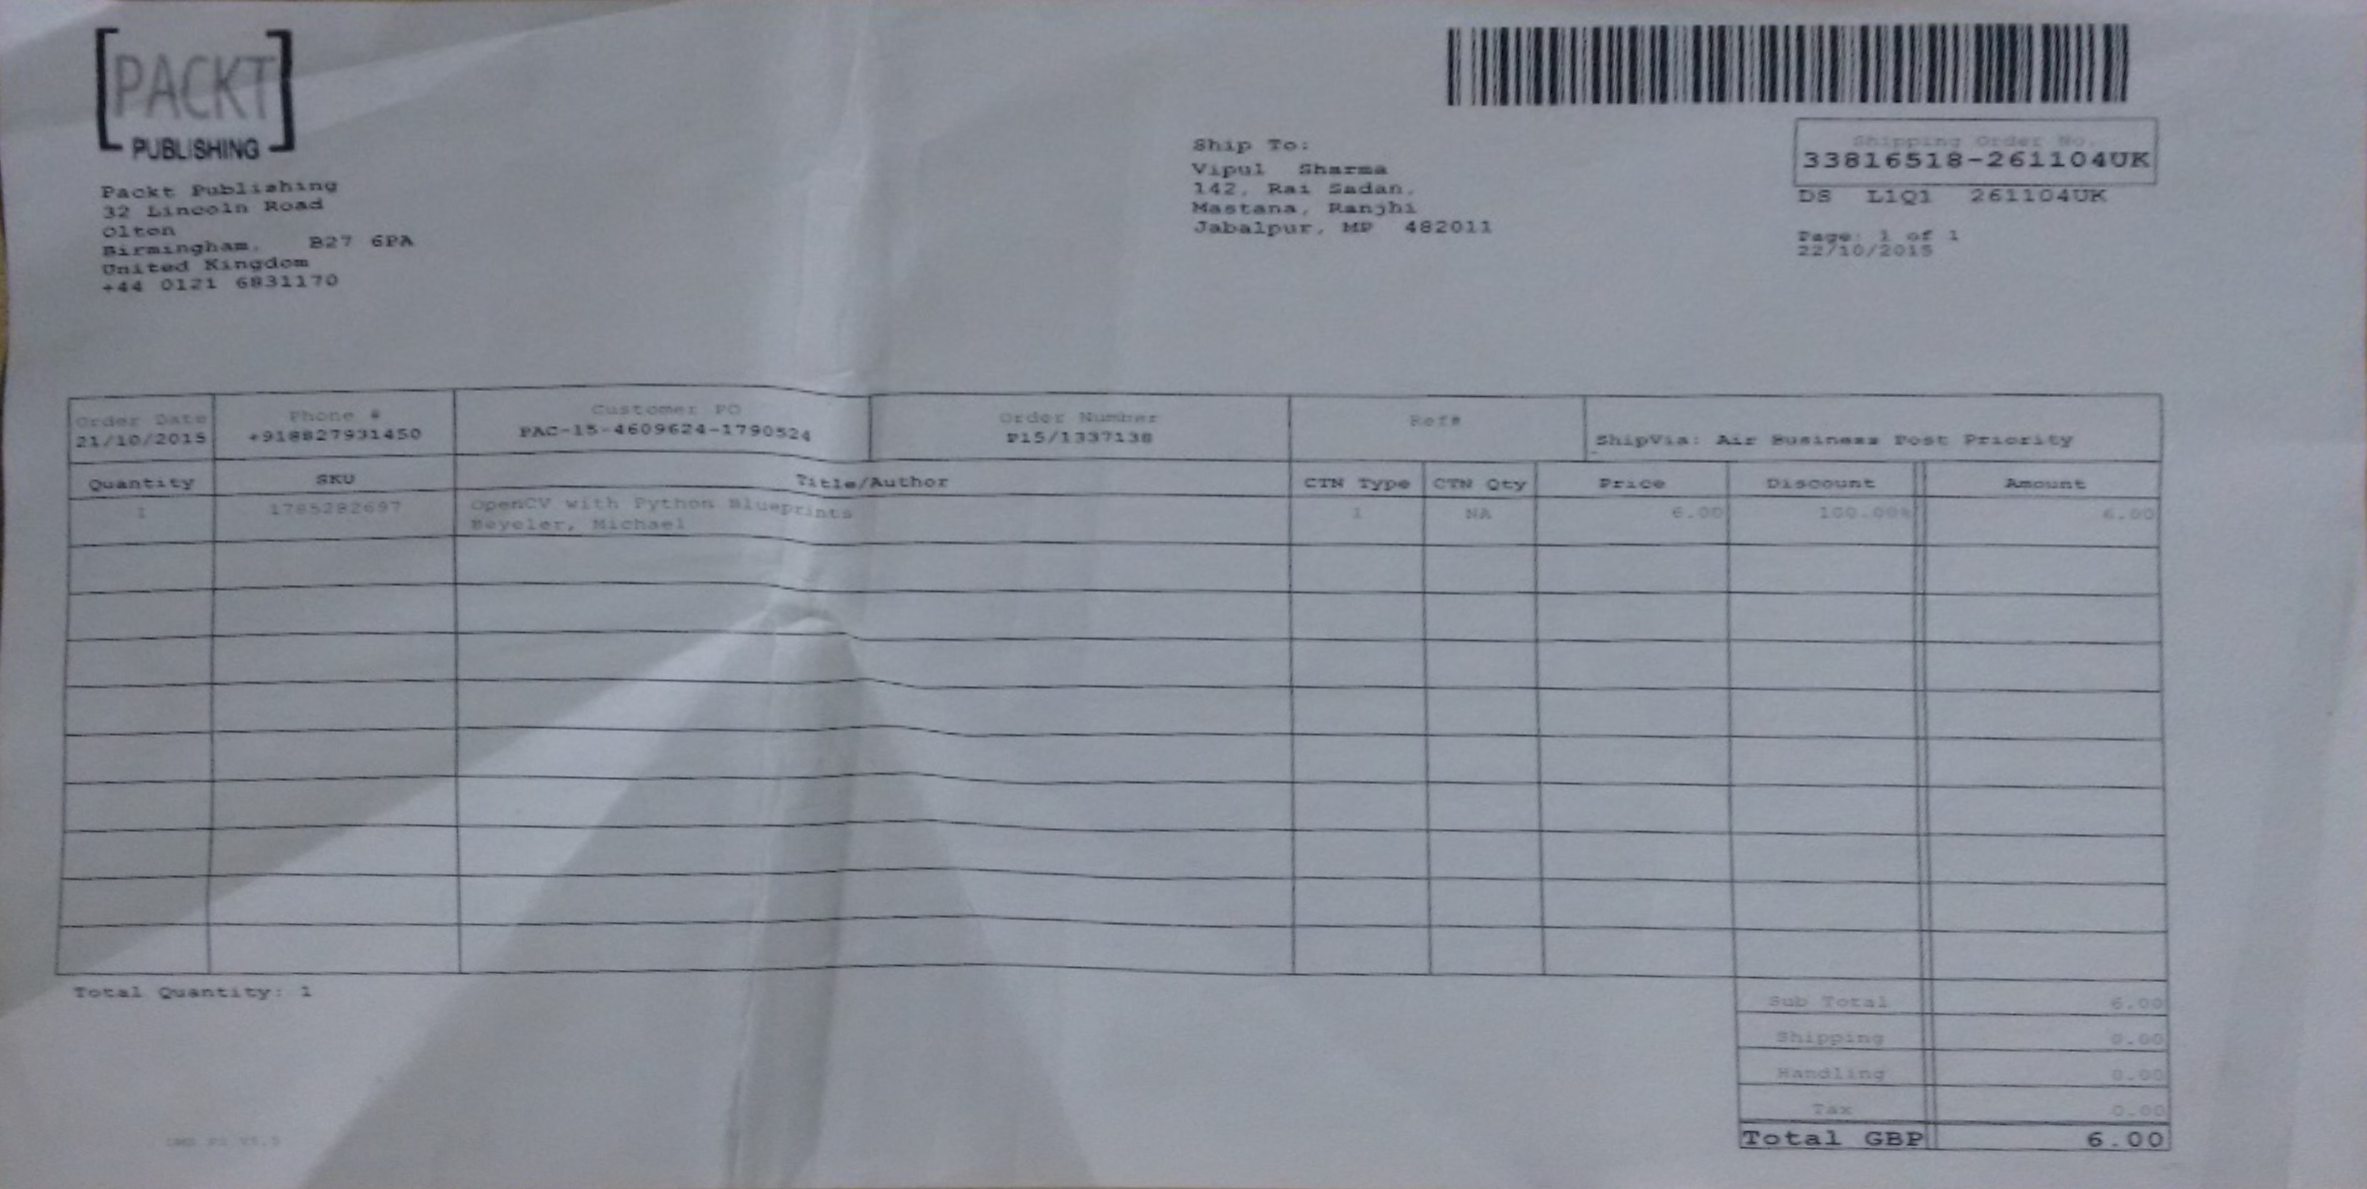 [PACKT]
PUBLISHING
Packt Publishing
32 Lincoln Road
Olton
Birmingham, B27 6PA
United Kingdom
+44 0121 6831170
Ship To:
Vipul Sharma
142, Rai Sadan,
Mastana, Ranjhi
Jabalpur, MP 482011
Shipping Order No.
33816518-261104UK
DS L1Q1 261104UK
Page: 1 of 1
22/10/2015
Order Date Phone # Customer PO Order Number Ref#
21/10/2015 +918827931450 PAC-15-4609624-1790524 P15/1337138 ShipVia: Air Business Post Priority
Quantity SKU Title/Author CTN Type CTN Qty Price Discount Amount
1 1785282697 OpenCV with Python Blueprints 1 NA 6.00 100.00% 6.00
Beyeler, Michael
Total Quantity: 1
Sub Total 6.00
Shipping 0.00
Handling 0.00
Tax 0.00
Total GBP 6.00